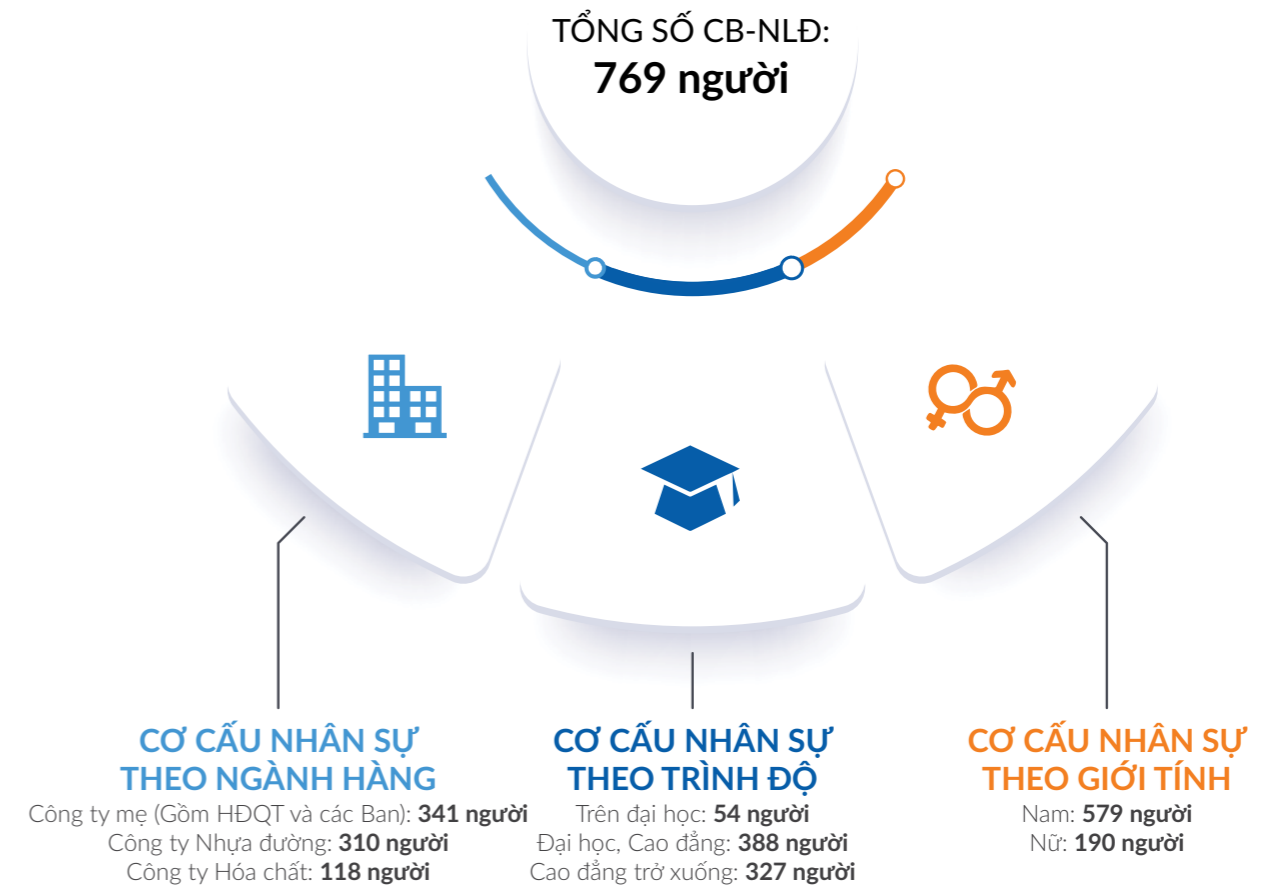 TỔNG SỐ CB-NLĐ:
769 người
CƠ CẤU NHÂN SỰ
THEO NGÀNH HÀNG
Công ty mẹ (Gồm HĐQT và các Ban): 341 người
Công ty Nhựa đường: 310 người
Công ty Hóa chất: 118 người
CƠ CẤU NHÂN SỰ
THEO TRÌNH ĐỘ
Trên đại học: 54 người
Đại học, Cao đẳng: 388 người
Cao đẳng trở xuống: 327 người
CƠ CẤU NHÂN SỰ
THEO GIỚI TÍNH
Nam: 579 người
Nữ: 190 người